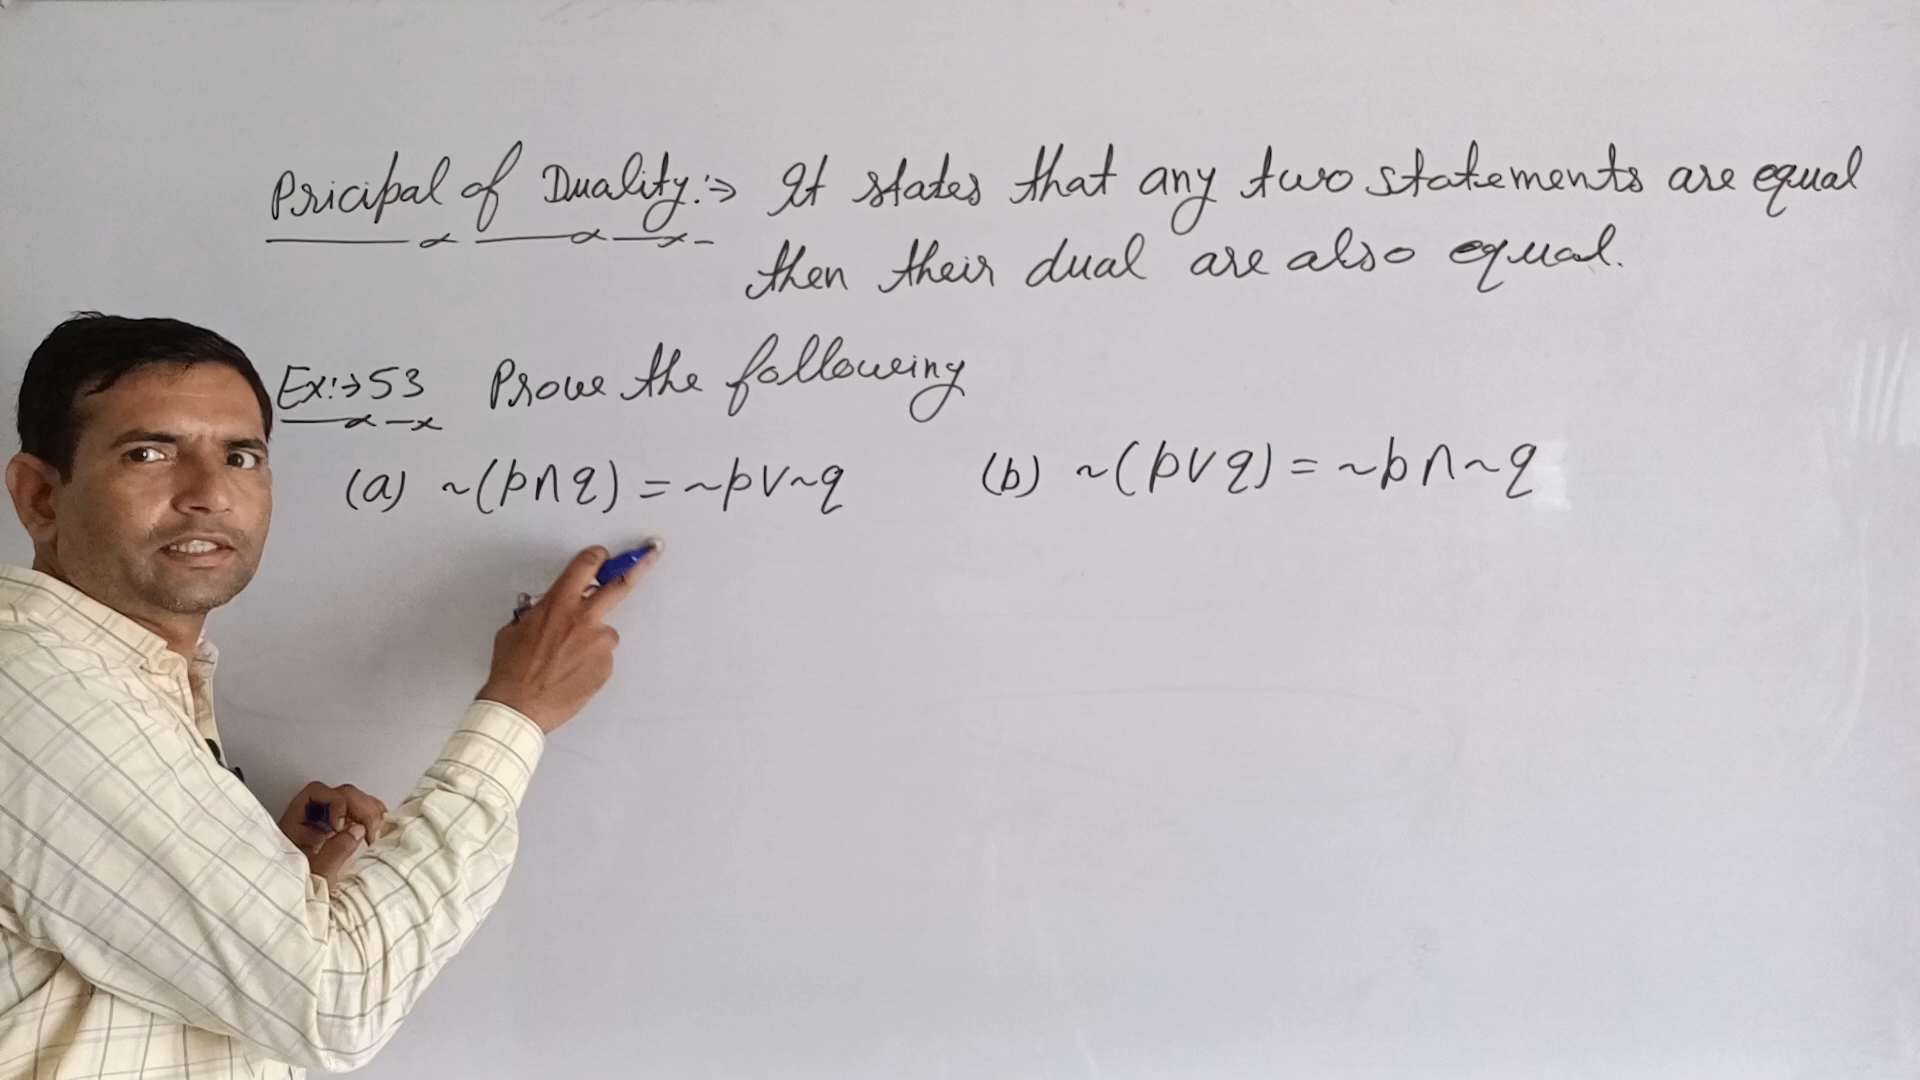 Pricipal of Duality:→ It states that any two statements are equal
then their dual are also equal.
Ex:→53 Prove the following
(a) ~(p∧q) = ~p∨~q (b) ~(p∨q) = ~p∧~q